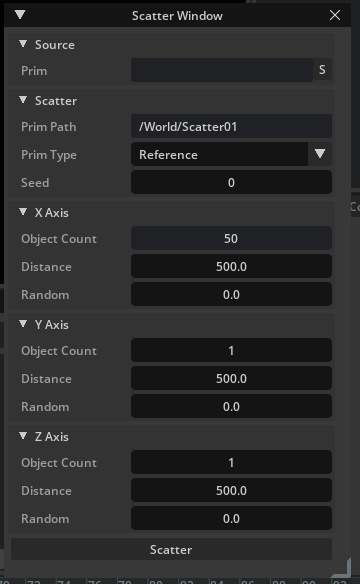 Scatter Window
Source
Prim S
Scatter
Prim Path /World/Scatter01
Prim Type Reference
Seed 0
X Axis
Object Count 50
Distance 500.0
Random 0.0
Y Axis
Object Count 1
Distance 500.0
Random 0.0
Z Axis
Object Count 1
Distance 500.0
Random 0.0
Scatter